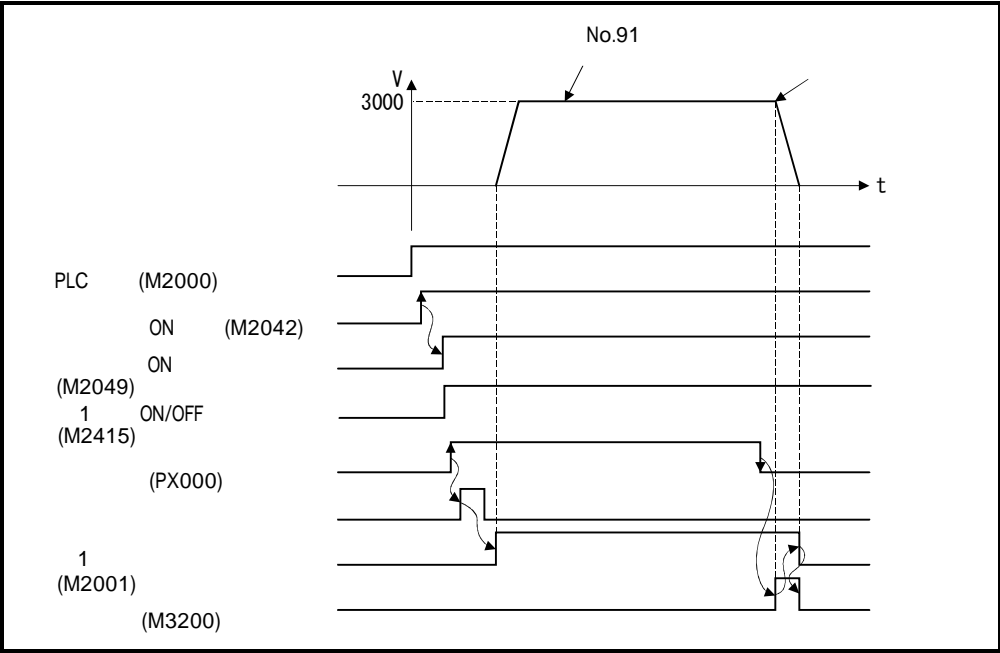 No.91
V
3000
t
PLC (M2000)
ON (M2042)
ON
(M2049)
1 ON/OFF
(M2415)
(PX000)
1
(M2001)
(M3200)